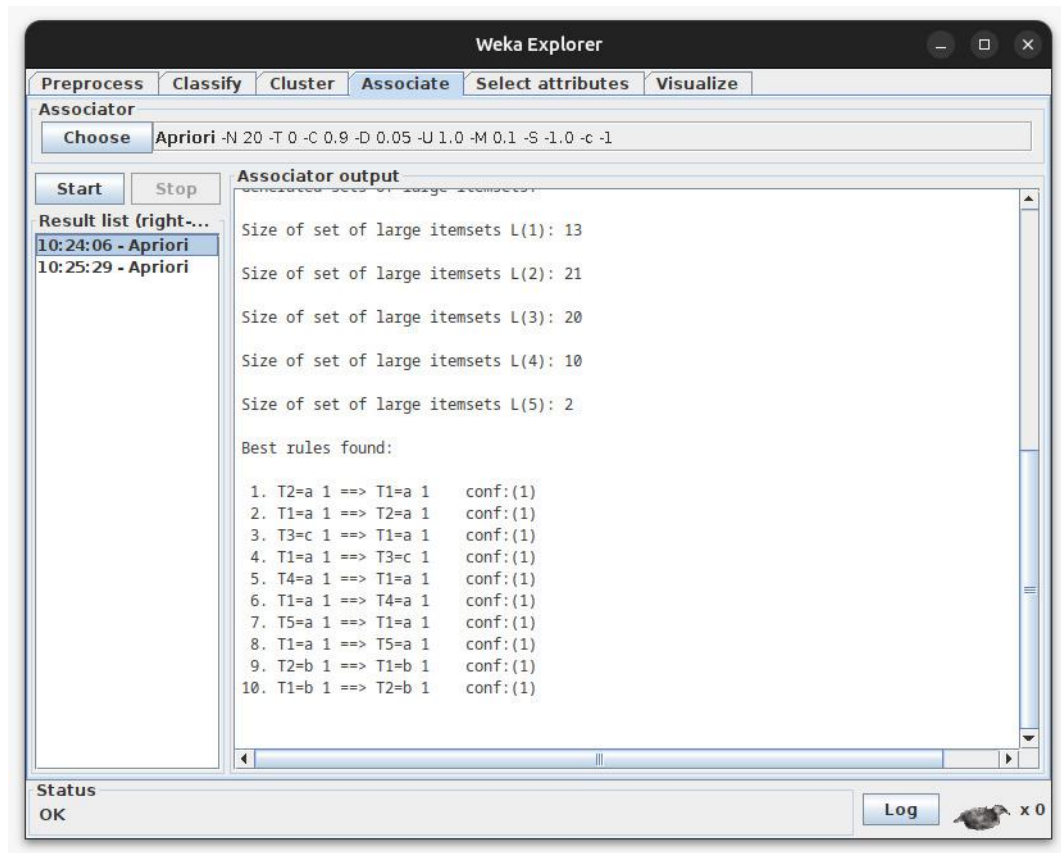 Weka Explorer
Preprocess Classify Cluster Associate Select attributes Visualize
Associator
Choose Apriori -N 20 -T 0 -C 0.9 -D 0.05 -U 1.0 -M 0.1 -S -1.0 -c -1
Start Stop
Result list (right-...
10:24:06 - Apriori
10:25:29 - Apriori
Associator output
Generated sets of large itemsets:
Size of set of large itemsets L(1): 13
Size of set of large itemsets L(2): 21
Size of set of large itemsets L(3): 20
Size of set of large itemsets L(4): 10
Size of set of large itemsets L(5): 2
Best rules found:
1. T2=a 1 ==> T1=a 1 conf:(1)
2. T1=a 1 ==> T2=a 1 conf:(1)
3. T3=c 1 ==> T1=a 1 conf:(1)
4. T1=a 1 ==> T3=c 1 conf:(1)
5. T4=a 1 ==> T1=a 1 conf:(1)
6. T1=a 1 ==> T4=a 1 conf:(1)
7. T5=a 1 ==> T1=a 1 conf:(1)
8. T1=a 1 ==> T5=a 1 conf:(1)
9. T2=b 1 ==> T1=b 1 conf:(1)
10. T1=b 1 ==> T2=b 1 conf:(1)
Status
OK
Log
x 0